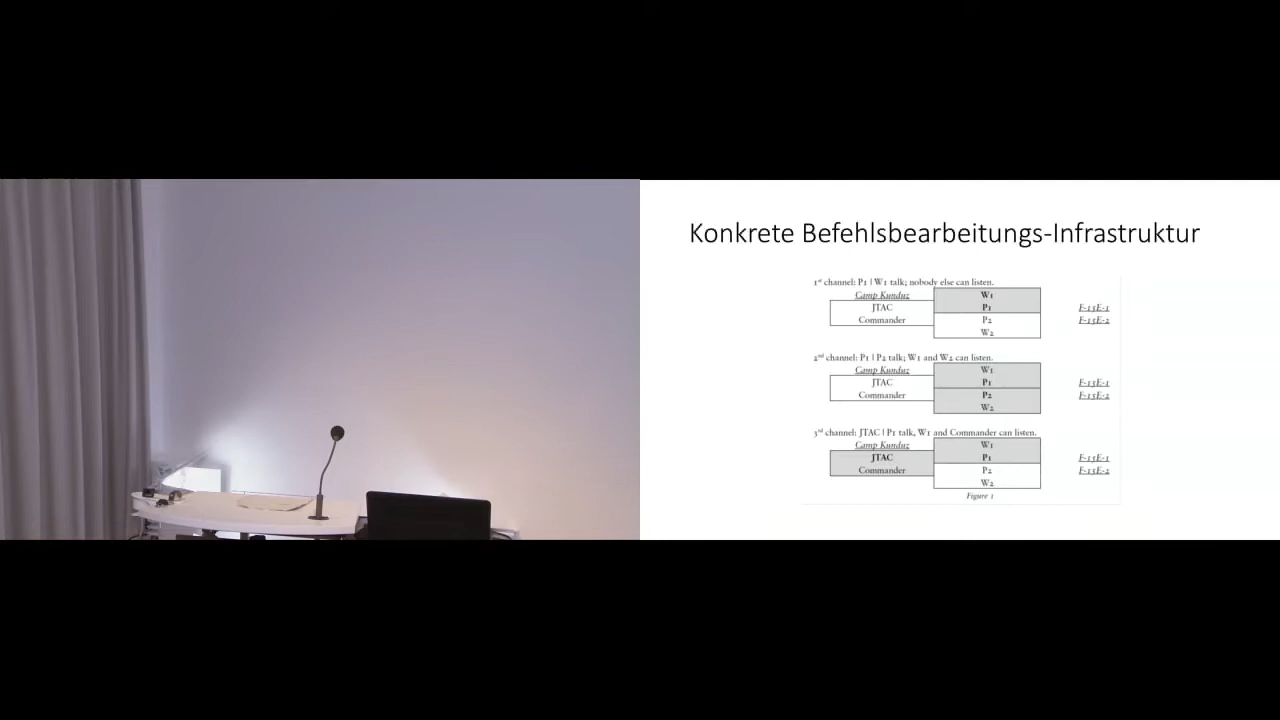 Konkrete Befehlsbearbeitungs-Infrastruktur
1st channel: P1 | W1 talk; nobody else can listen.
Camp Kunduz W1
JTAC P1 F-15E-1
Commander P2 F-15E-2
W2
2nd channel: P1 | P2 talk; W1 and W2 can listen.
Camp Kunduz W1
JTAC P1 F-15E-1
Commander P2 F-15E-2
W2
3rd channel: JTAC | P1 talk, W1 and Commander can listen.
Camp Kunduz W1
JTAC P1 F-15E-1
Commander P2 F-15E-2
W2
Figure 1